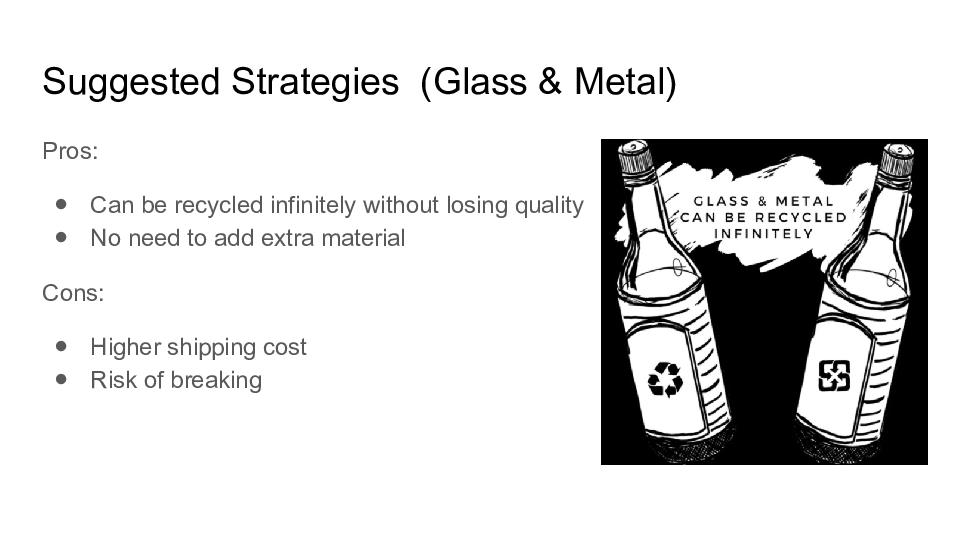 Suggested Strategies  (Glass & Metal)
Pros:
● Can be recycled infinitely without losing quality
● No need to add extra material
Cons:
● Higher shipping cost
● Risk of breaking
GLASS & METAL
CAN BE RECYCLED
INFINITELY